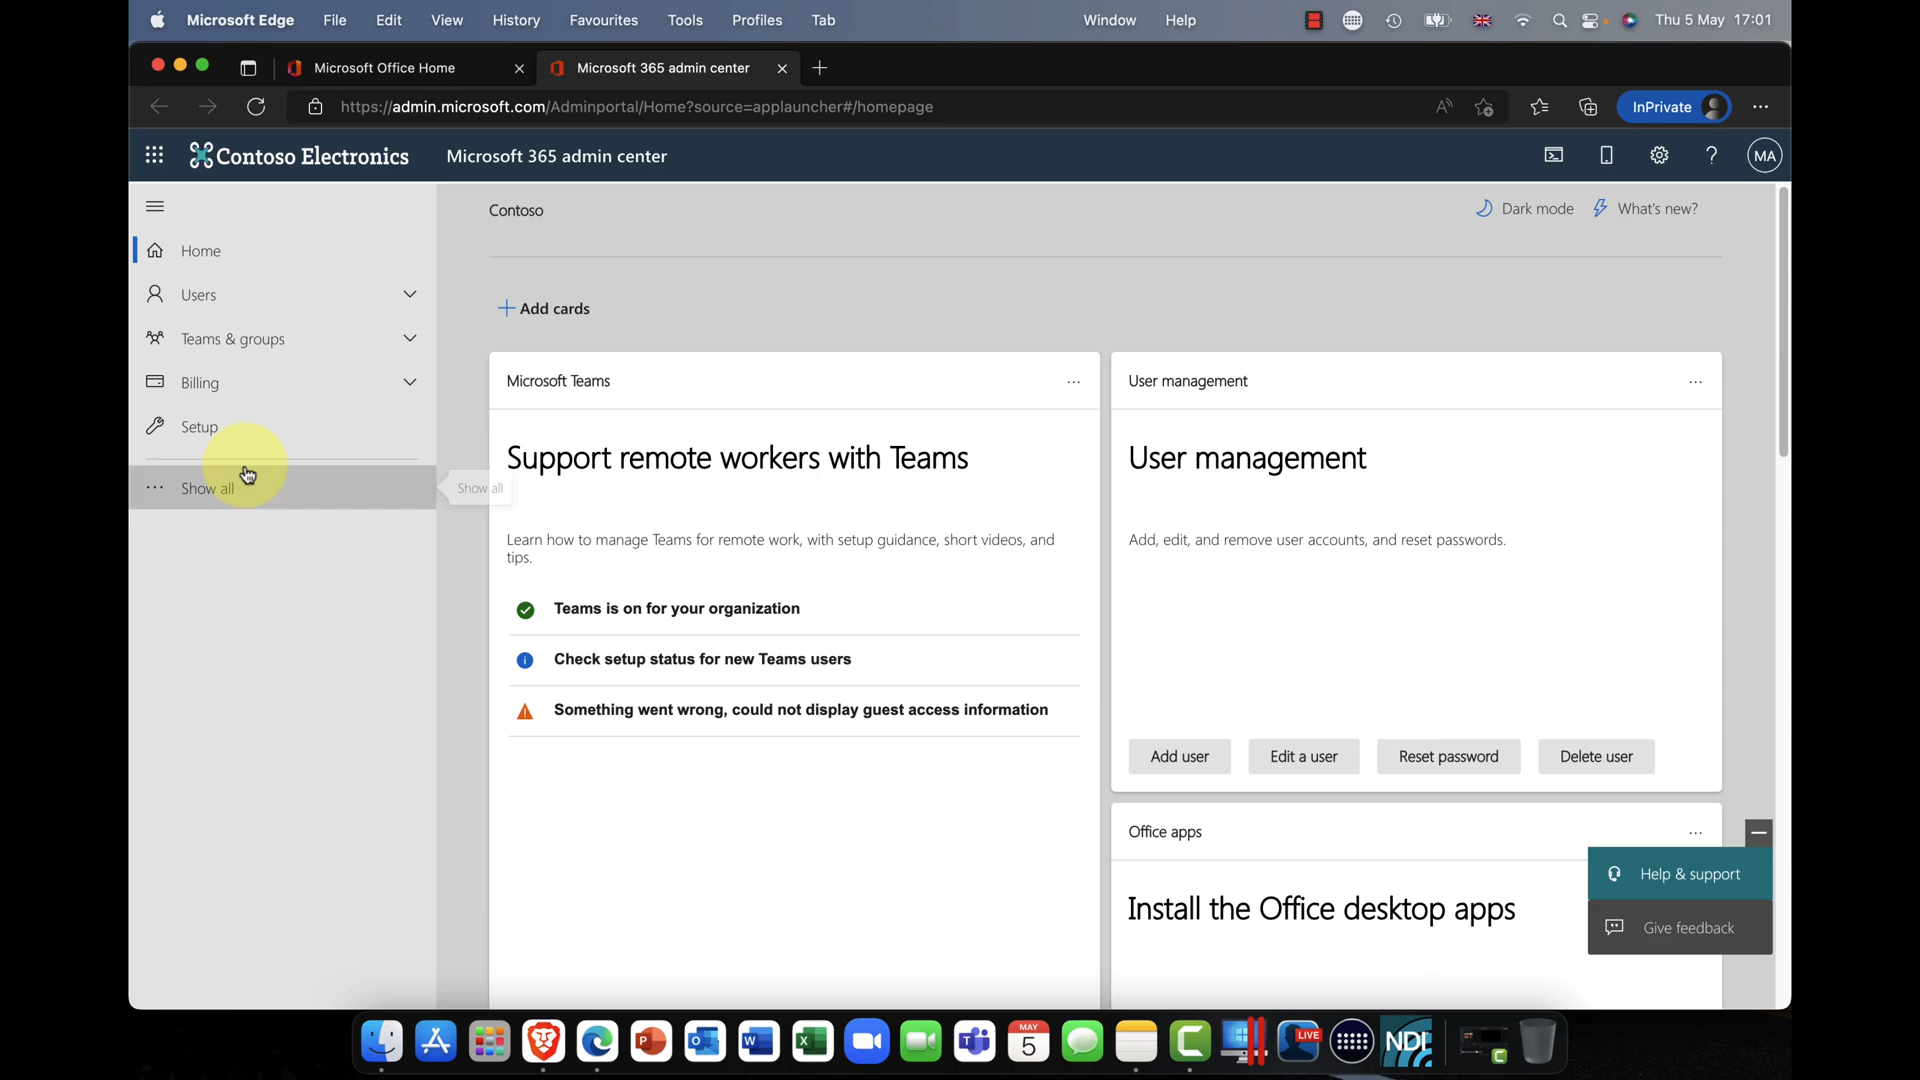 Microsoft Edge File Edit View History Favourites Tools Profiles Tab Window Help Thu 5 May 17:01
Microsoft Office Home Microsoft 365 admin center
https://admin.microsoft.com/Adminportal/Home?source=applauncher#/homepage InPrivate
Contoso Electronics Microsoft 365 admin center MA
Contoso Dark mode What's new?
Home
Users
Teams & groups
Billing
Setup
Show all
Show all
Add cards
Microsoft Teams
Support remote workers with Teams
Learn how to manage Teams for remote work, with setup guidance, short videos, and
tips.
Teams is on for your organization
Check setup status for new Teams users
Something went wrong, could not display guest access information
User management
User management
Add, edit, and remove user accounts, and reset passwords.
Add user Edit a user Reset password Delete user
Office apps
Install the Office desktop apps
Help & support
Give feedback
MAY
5
LIVE
NDI